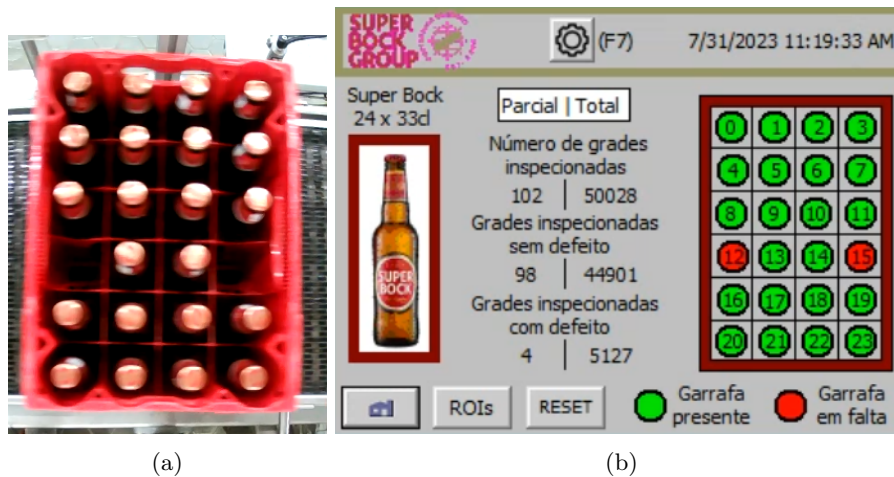 SUPER
BOCK
GROUP
(F7)
7/31/2023 11:19:33 AM
Super Bock
24 x 33cl
Parcial | Total
Número de grades
inspecionadas
102 | 50028
Grades inspecionadas
sem defeito
98 | 44901
Grades inspecionadas
com defeito
4 | 5127
SUPER
BOCK
0 1 2 3
4 5 6 7
8 9 10 11
12 13 14 15
16 17 18 19
20 21 22 23
ROIs
RESET
Garrafa
presente
Garrafa
em falta
(a)
(b)